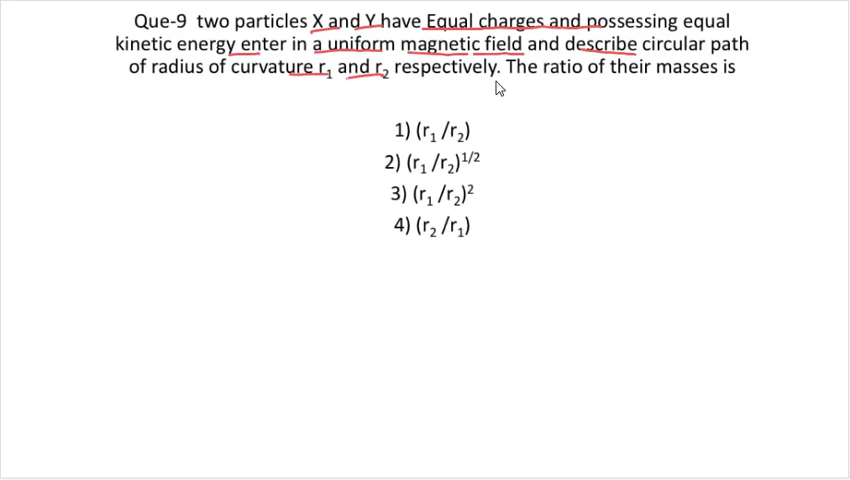 Que-9 two particles X and Y have Equal charges and possessing equal
kinetic energy enter in a uniform magnetic field and describe circular path
of radius of curvature r₁ and r₂ respectively. The ratio of their masses is
1) (r₁ /r₂)
2) (r₁ /r₂)¹/²
3) (r₁ /r₂)²
4) (r₂ /r₁)